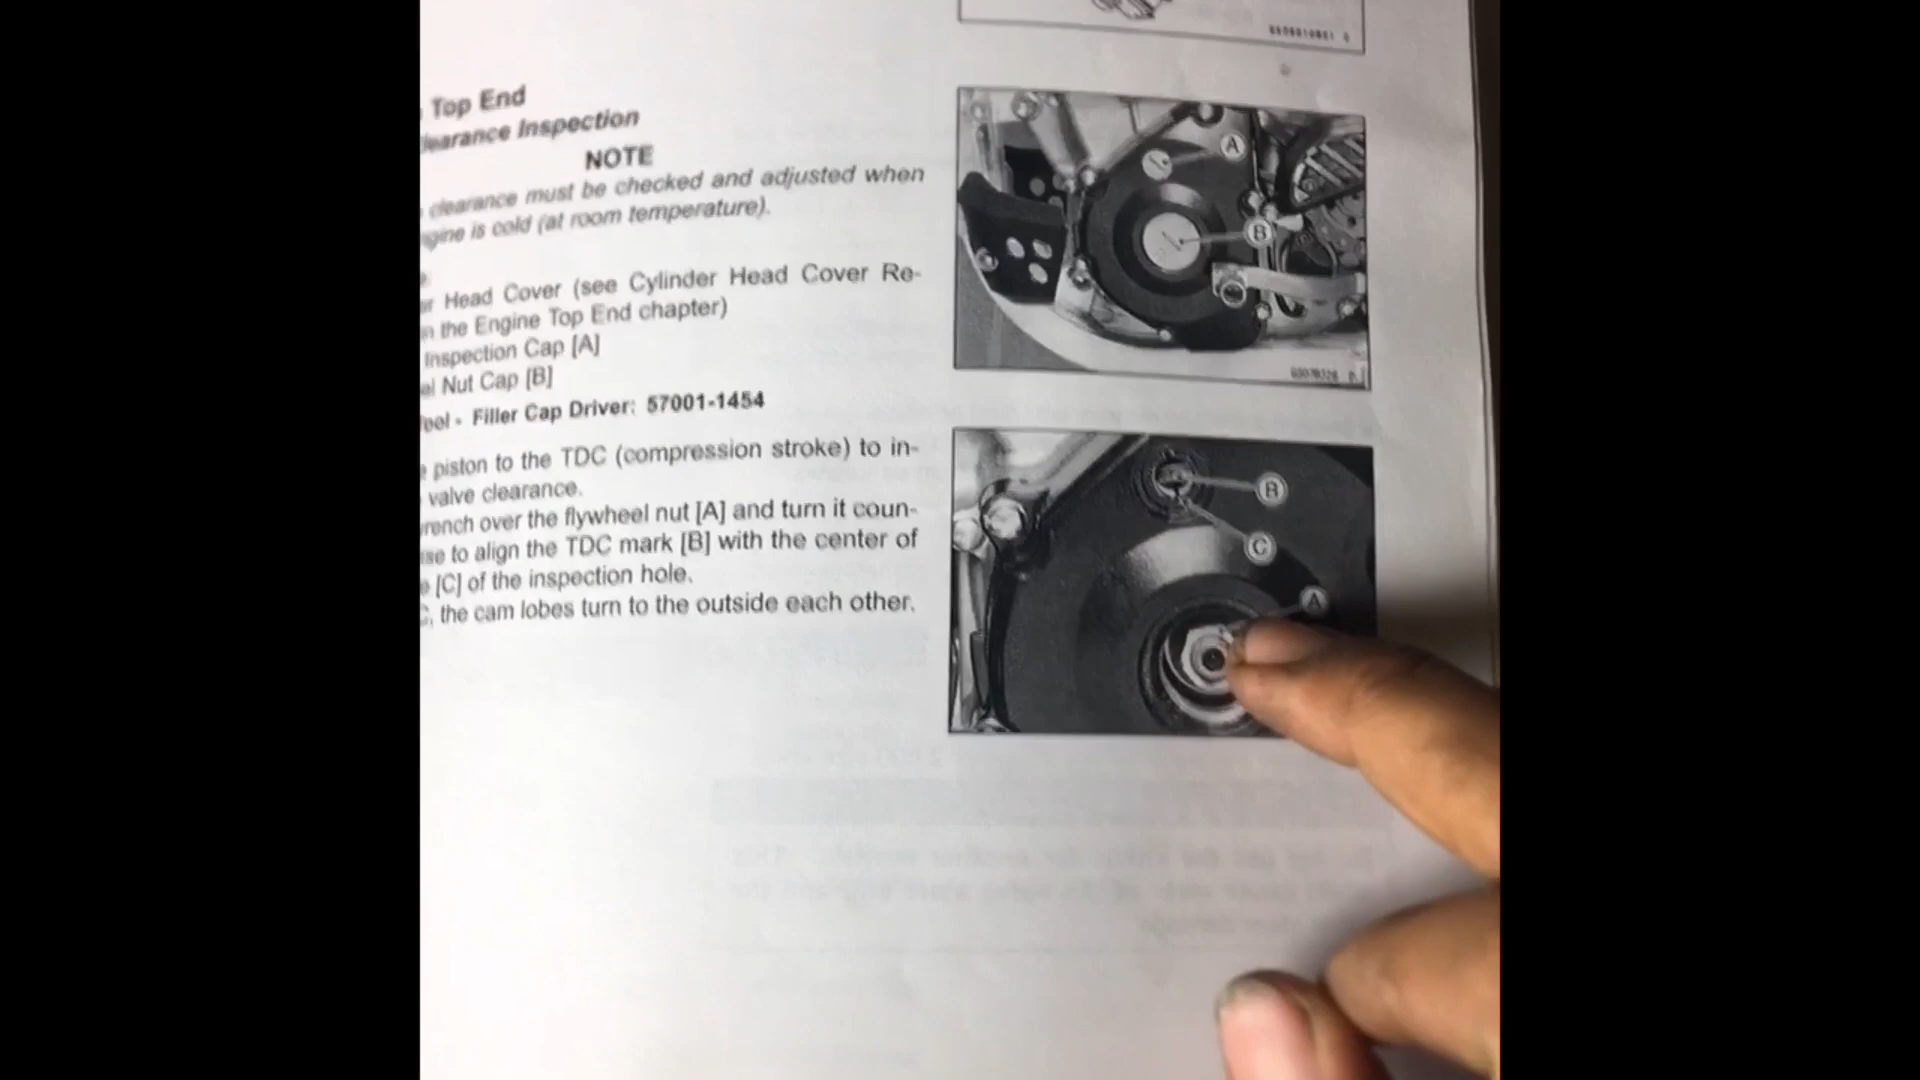 Top End
learance Inspection
NOTE
clearance must be checked and adjusted when
gine is cold (at room temperature).
Head Cover (see Cylinder Head Cover Re-
n the Engine Top End chapter)
Inspection Cap [A]
el Nut Cap [B]
ool - Filler Cap Driver: 57001-1454
piston to the TDC (compression stroke) to in-
valve clearance.
rench over the flywheel nut [A] and turn it coun-
se to align the TDC mark [B] with the center of
[C] of the inspection hole.
, the cam lobes turn to the outside each other.
A
B
B
C
A